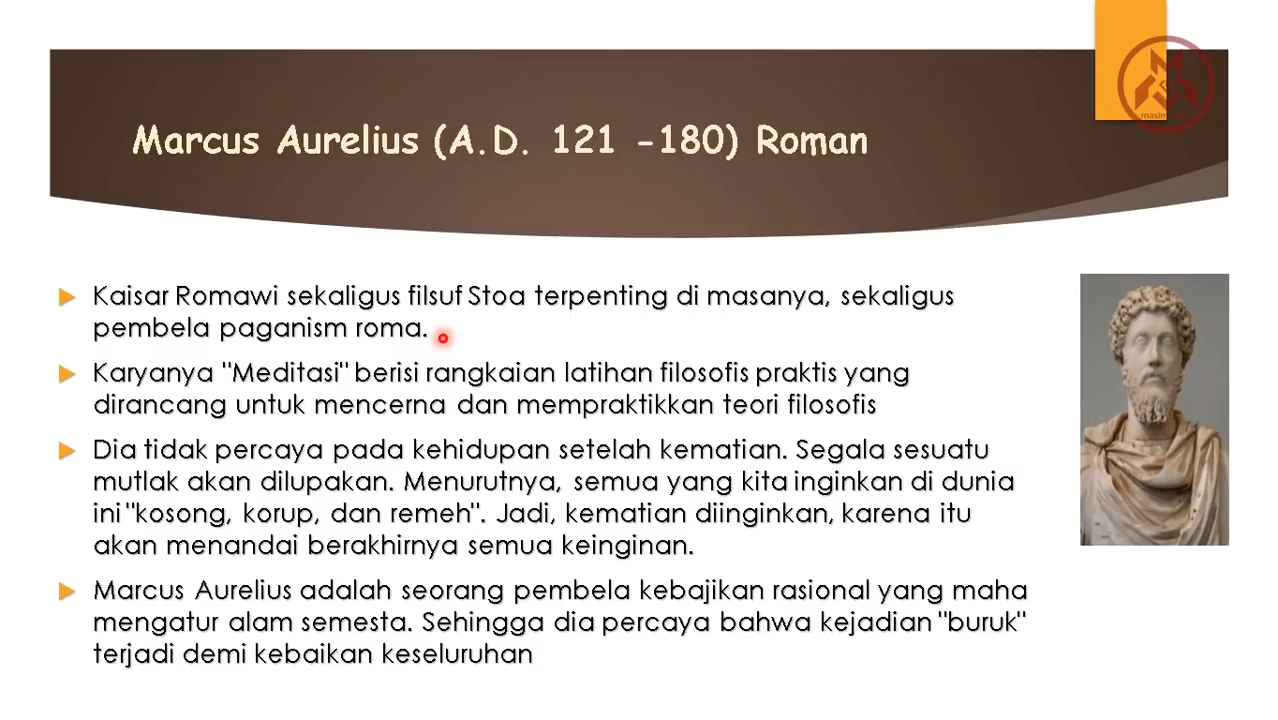 masim
Marcus Aurelius (A.D. 121 -180) Roman
Kaisar Romawi sekaligus filsuf Stoa terpenting di masanya, sekaligus
pembela paganism roma.
Karyanya "Meditasi" berisi rangkaian latihan filosofis praktis yang
dirancang untuk mencerna dan mempraktikkan teori filosofis
Dia tidak percaya pada kehidupan setelah kematian. Segala sesuatu
mutlak akan dilupakan. Menurutnya, semua yang kita inginkan di dunia
ini "kosong, korup, dan remeh". Jadi, kematian diinginkan, karena itu
akan menandai berakhirnya semua keinginan.
Marcus Aurelius adalah seorang pembela kebajikan rasional yang maha
mengatur alam semesta. Sehingga dia percaya bahwa kejadian "buruk"
terjadi demi kebaikan keseluruhan